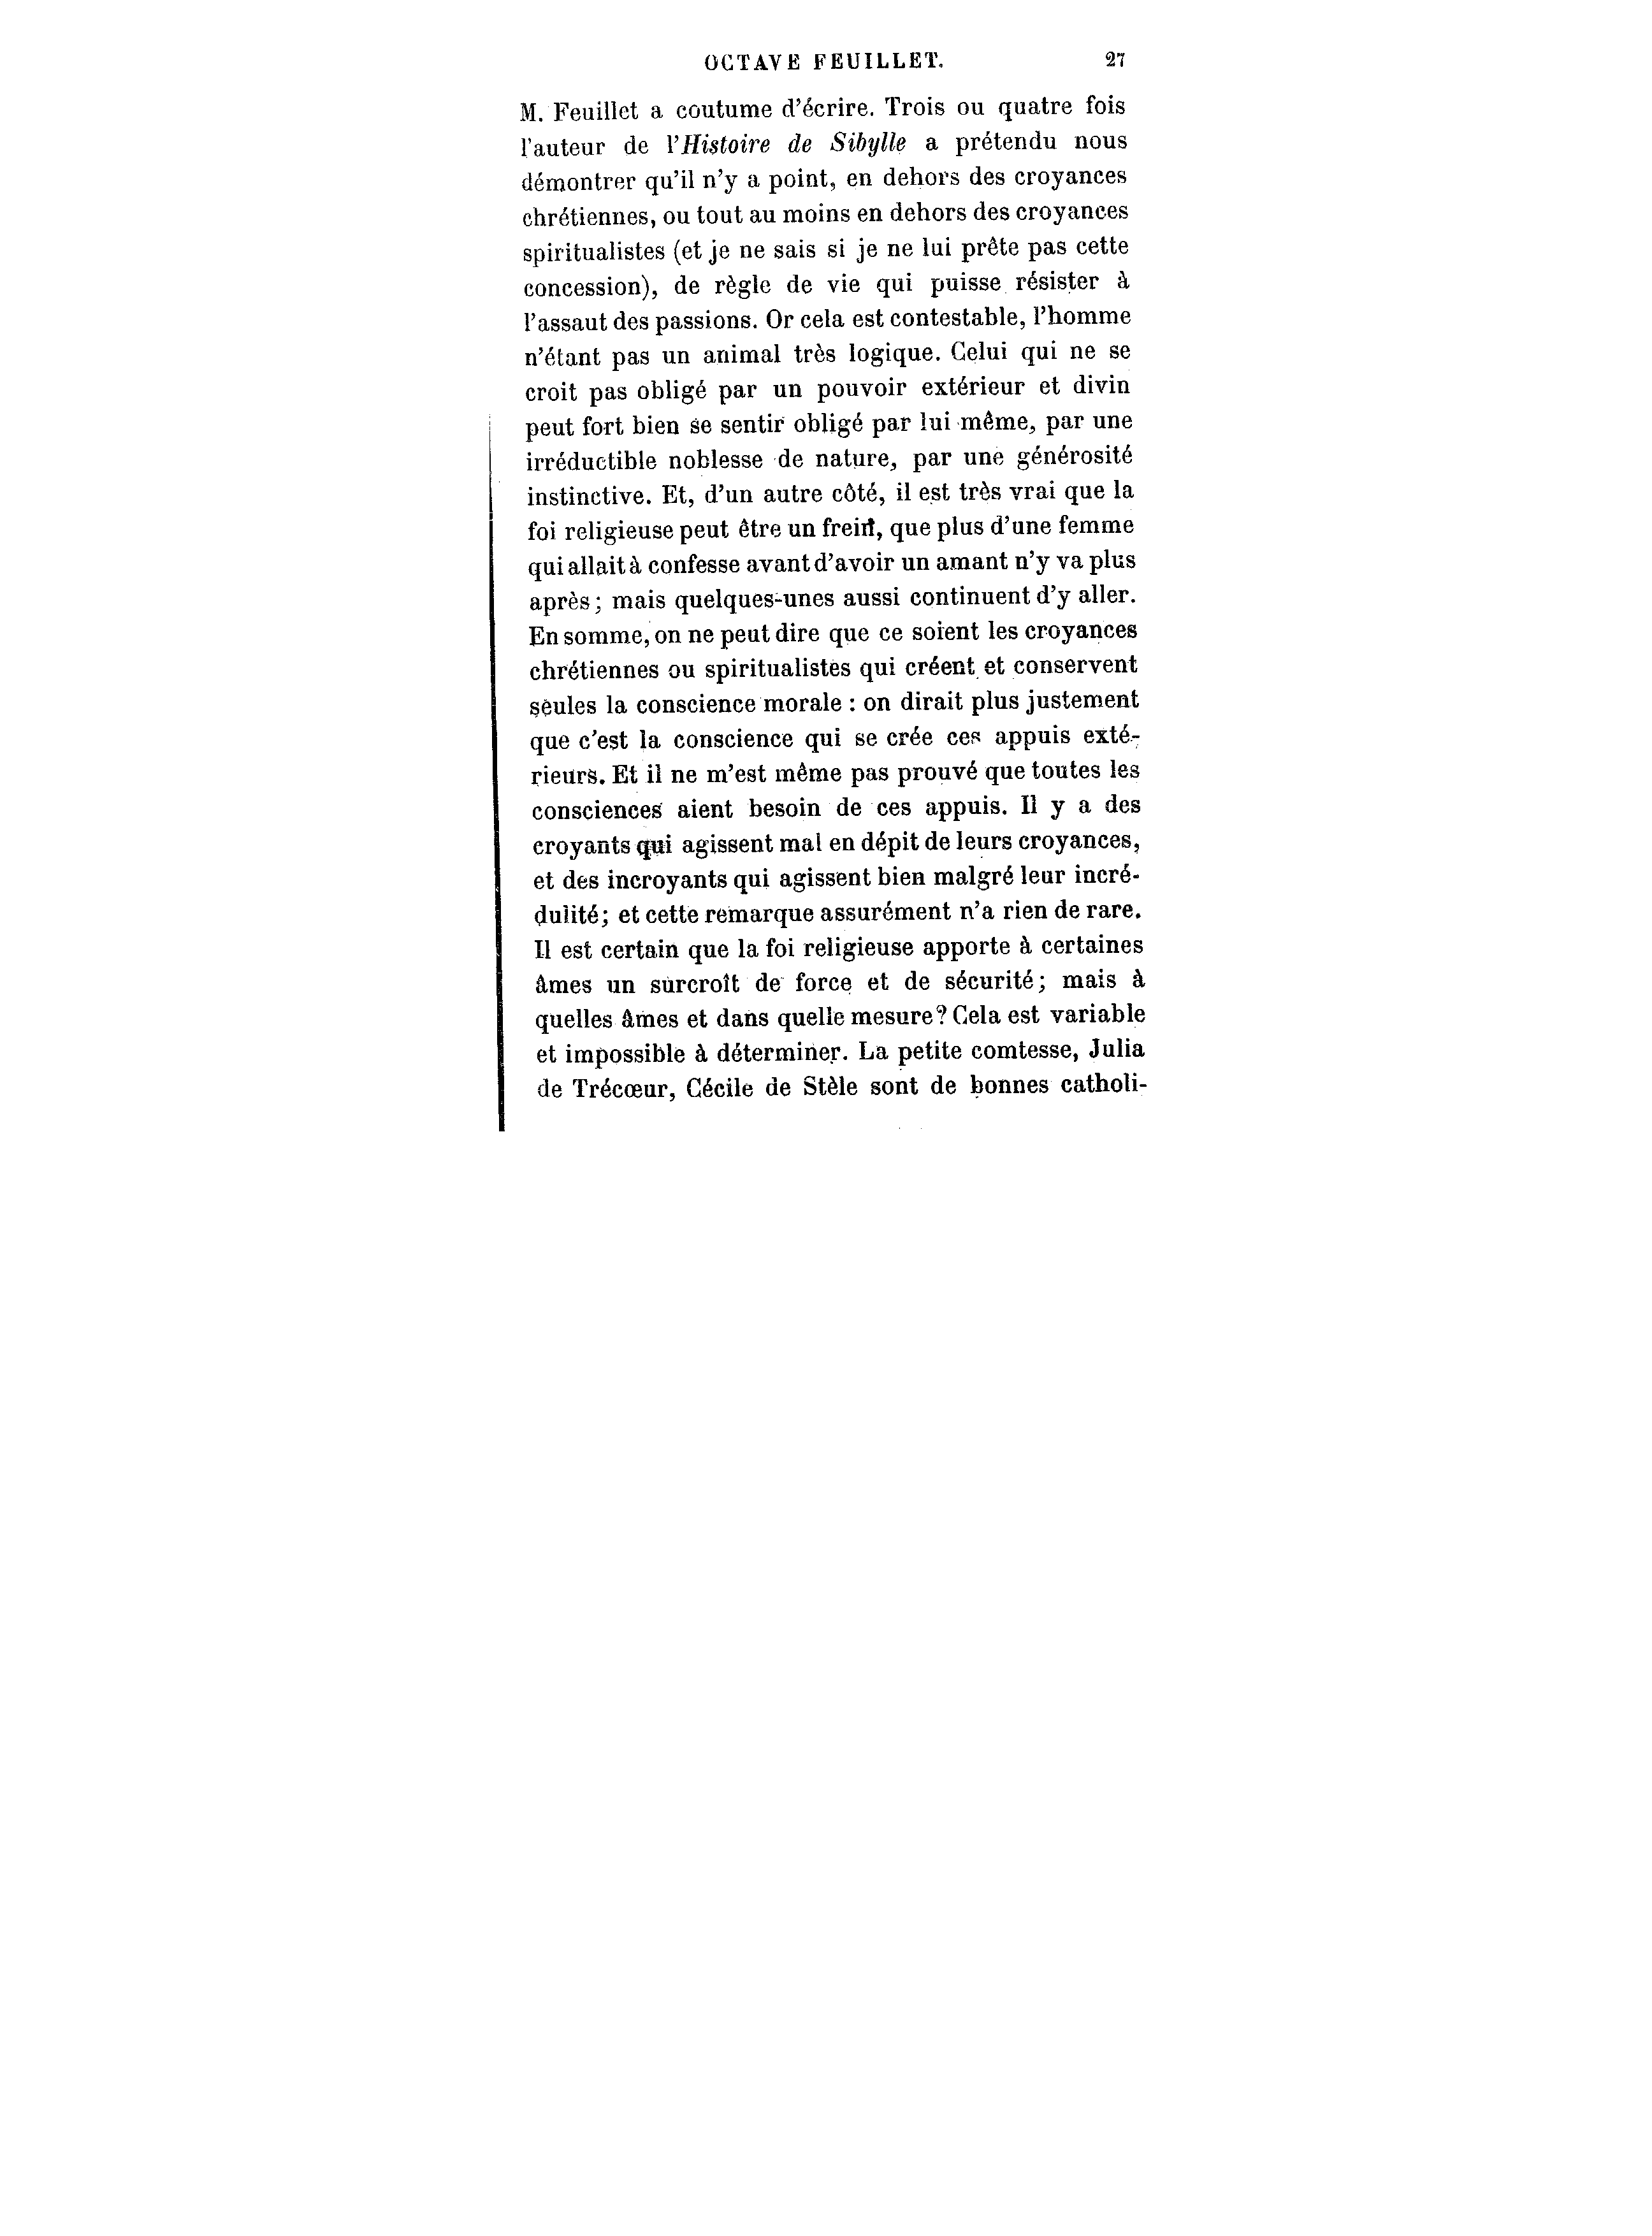 OCTAVE FEUILLET. 27
M. Feuillet a coutume d'écrire. Trois ou quatre fois
l'auteur de l'Histoire de Sibylle a prétendu nous
démontrer qu'il n'y a point, en dehors des croyances
chrétiennes, ou tout au moins en dehors des croyances
spiritualistes (et je ne sais si je ne lui prête pas cette
concession), de règle de vie qui puisse résister à
l'assaut des passions. Or cela est contestable, l'homme
n'étant pas un animal très logique. Celui qui ne se
croit pas obligé par un pouvoir extérieur et divin
peut fort bien se sentir obligé par lui même, par une
irréductible noblesse de nature, par une générosité
instinctive. Et, d'un autre côté, il est très vrai que la
foi religieuse peut être un frein, que plus d'une femme
qui allait à confesse avant d'avoir un amant n'y va plus
après; mais quelques-unes aussi continuent d'y aller.
En somme, on ne peut dire que ce soient les croyances
chrétiennes ou spiritualistes qui créent et conservent
seules la conscience morale : on dirait plus justement
que c'est la conscience qui se crée ces appuis exté-
rieurs. Et il ne m'est même pas prouvé que toutes les
consciences aient besoin de ces appuis. Il y a des
croyants qui agissent mal en dépit de leurs croyances,
et des incroyants qui agissent bien malgré leur incré-
dulité; et cette remarque assurément n'a rien de rare.
Il est certain que la foi religieuse apporte à certaines
âmes un surcroît de force et de sécurité; mais à
quelles âmes et dans quelle mesure? Cela est variable
et impossible à déterminer. La petite comtesse, Julia
de Trécœur, Cécile de Stèle sont de bonnes catholi-